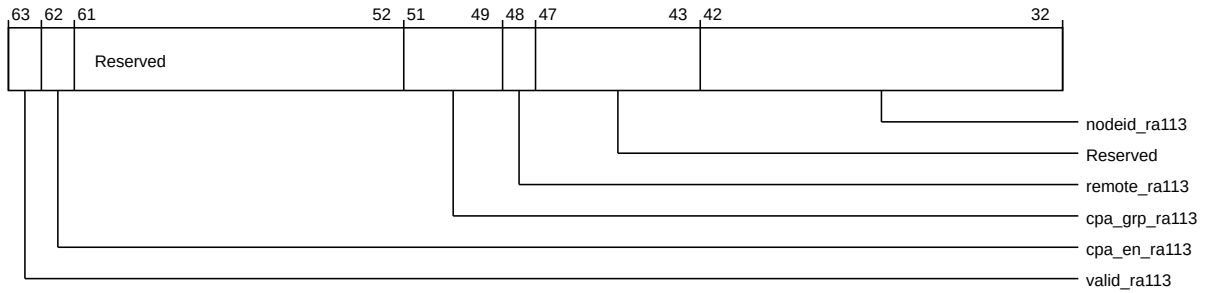 63 62 61 52 51 49 48 47 43 42 32
Reserved
nodeid_ra113
Reserved
remote_ra113
cpa_grp_ra113
cpa_en_ra113
valid_ra113